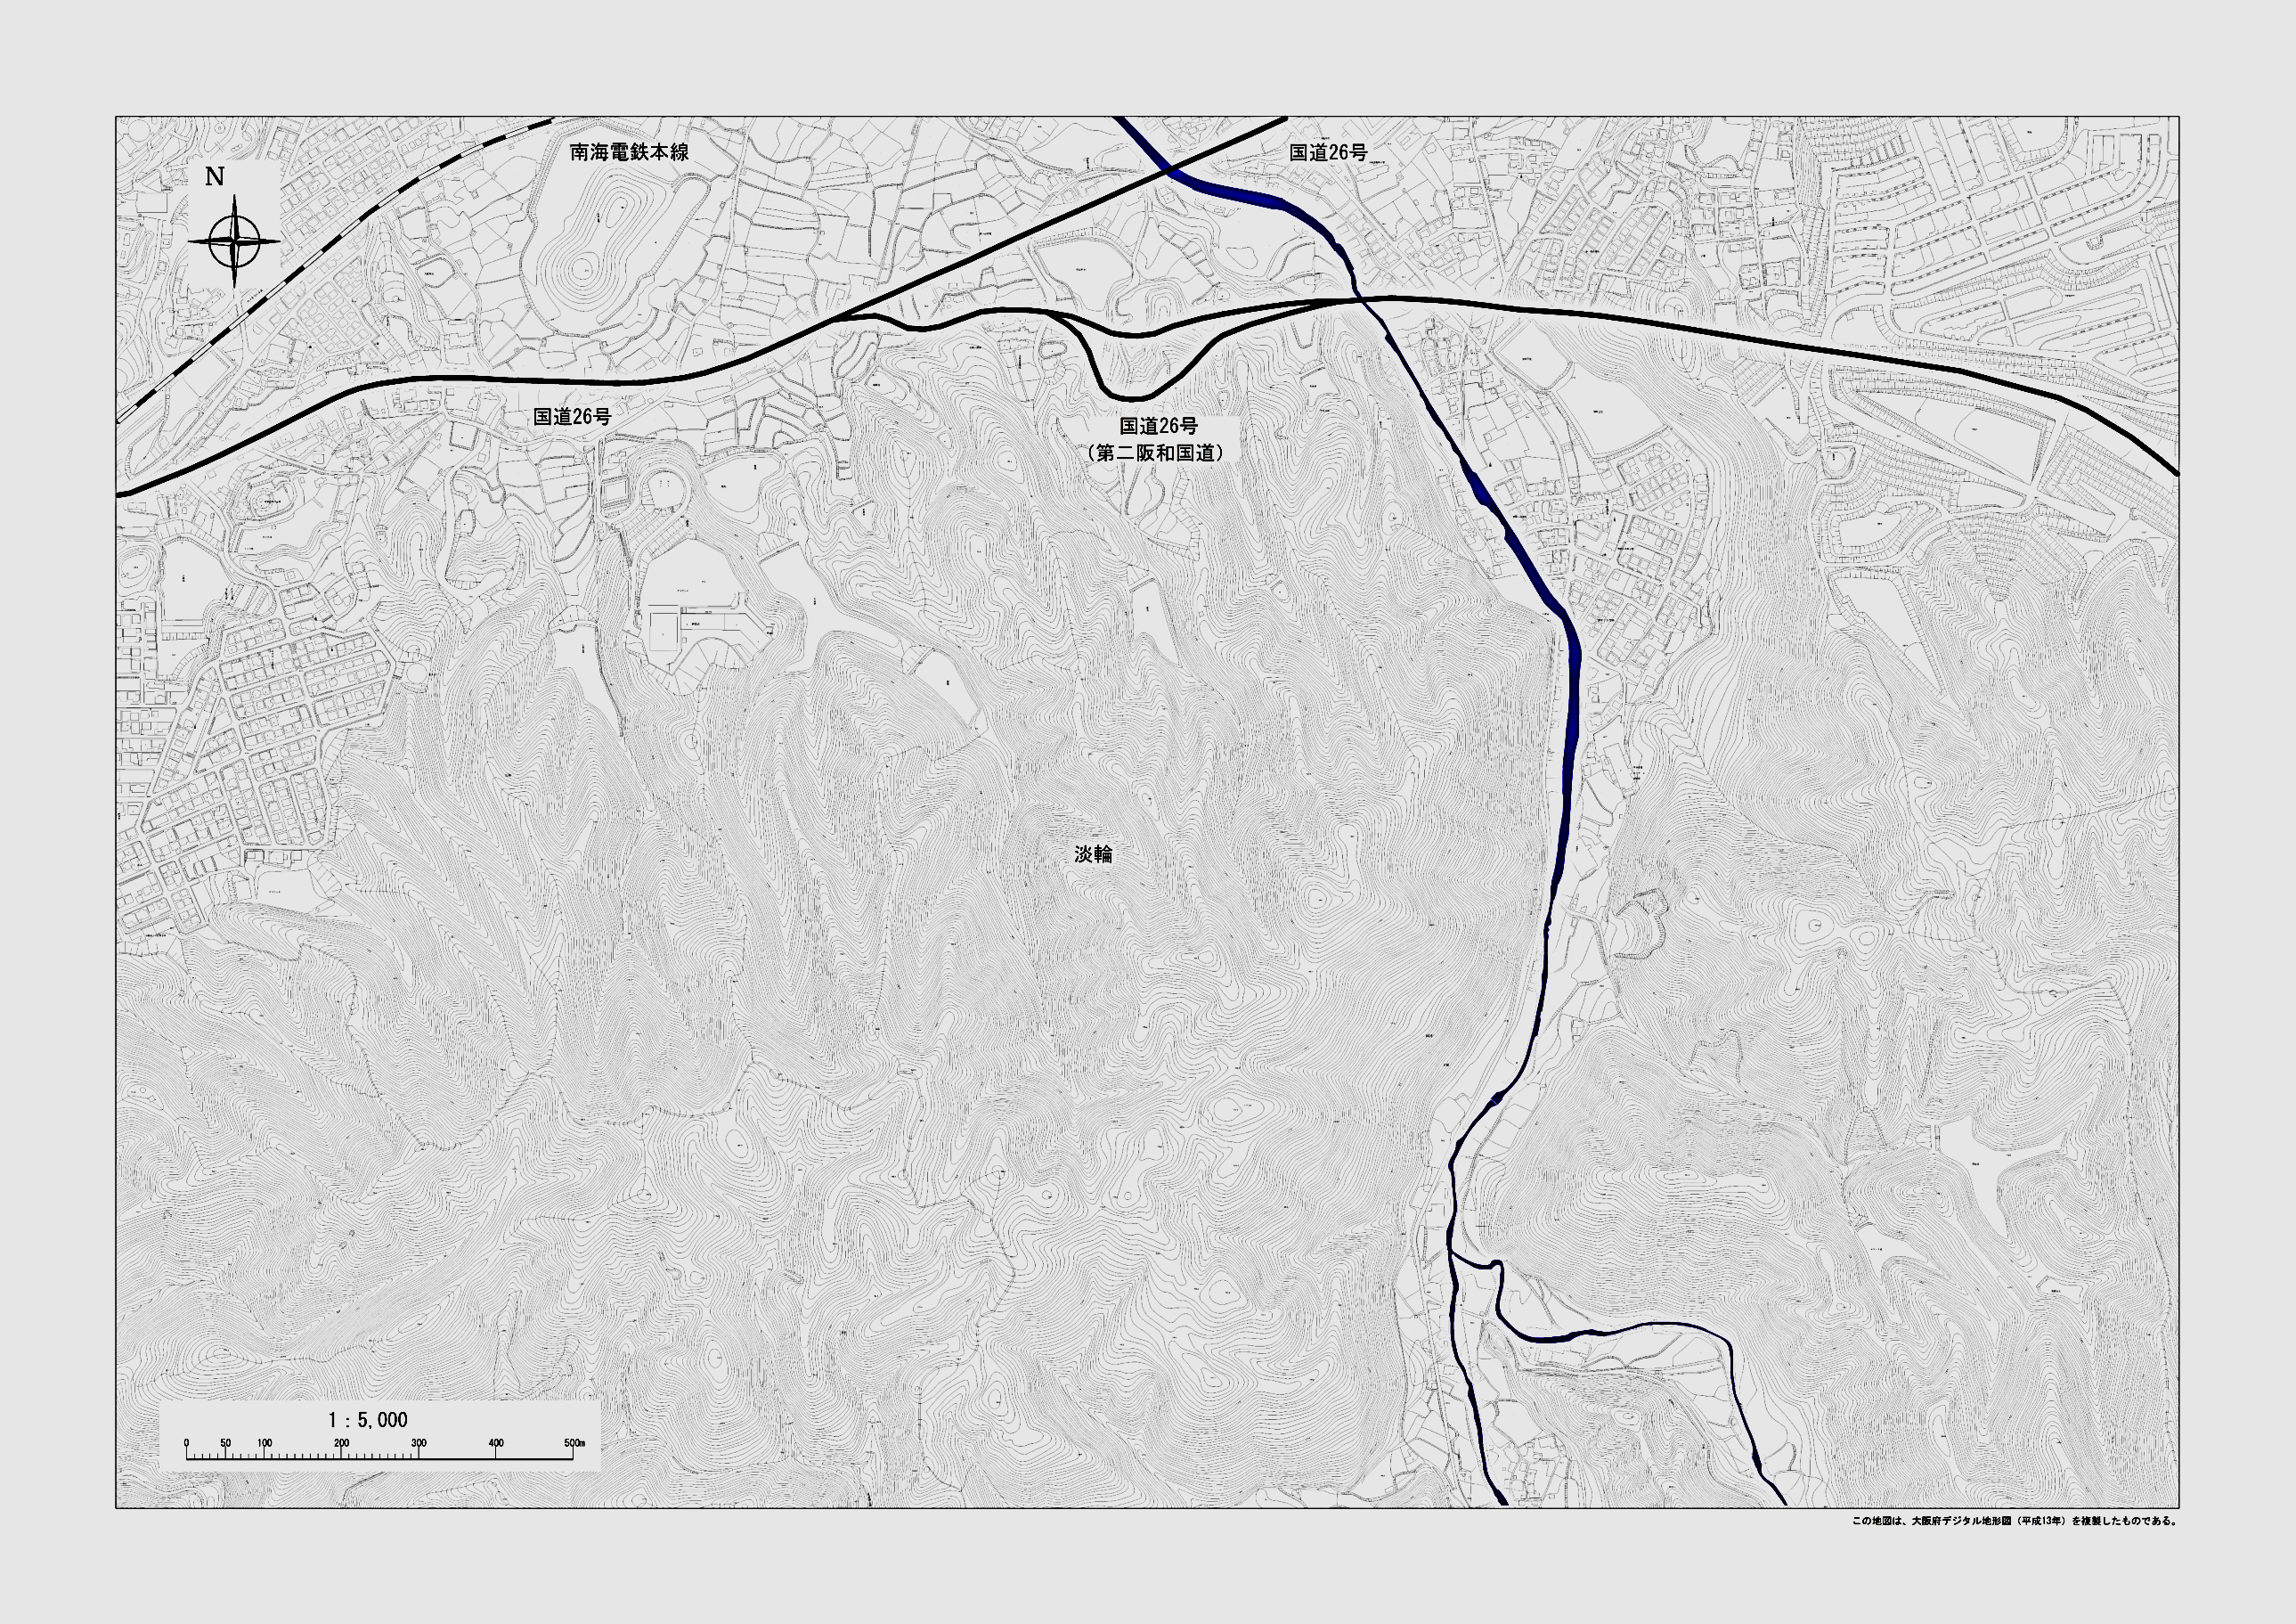 南海電鉄本線
国道26号
N
国道26号
国道26号
（第二阪和国道）
淡輪
1：5,000
0 50 100 200 300 400 500m
この地図は、大阪府デジタル地形図（平成13年）を複製したものである。